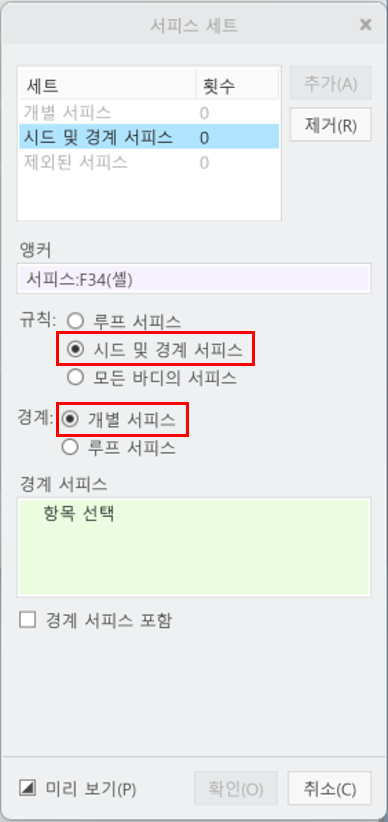 서피스 세트
세트 횟수 추가(A)
개별 서피스 0
시드 및 경계 서피스 0 제거(R)
제외된 서피스 0
앵커
서피스:F34(셸)
규칙: 루프 서피스
시드 및 경계 서피스
모든 바디의 서피스
경계: 개별 서피스
루프 서피스
경계 서피스
항목 선택
경계 서피스 포함
미리 보기(P) 확인(O) 취소(C)